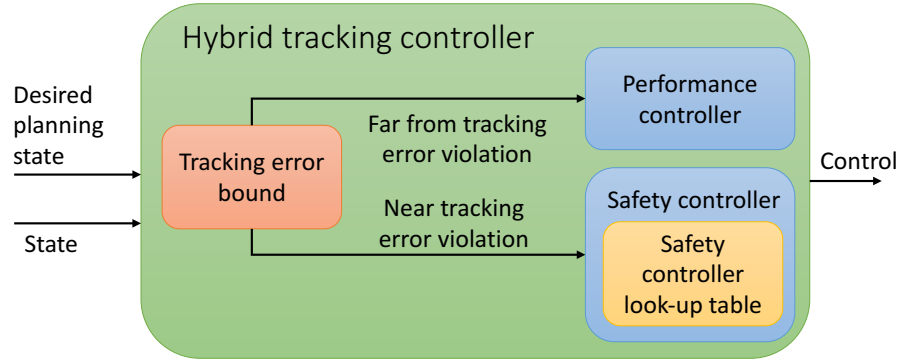 Hybrid tracking controller
Desired
planning
state
State
Tracking error
bound
Far from tracking
error violation
Near tracking
error violation
Performance
controller
Safety controller
Safety
controller
look-up table
Control